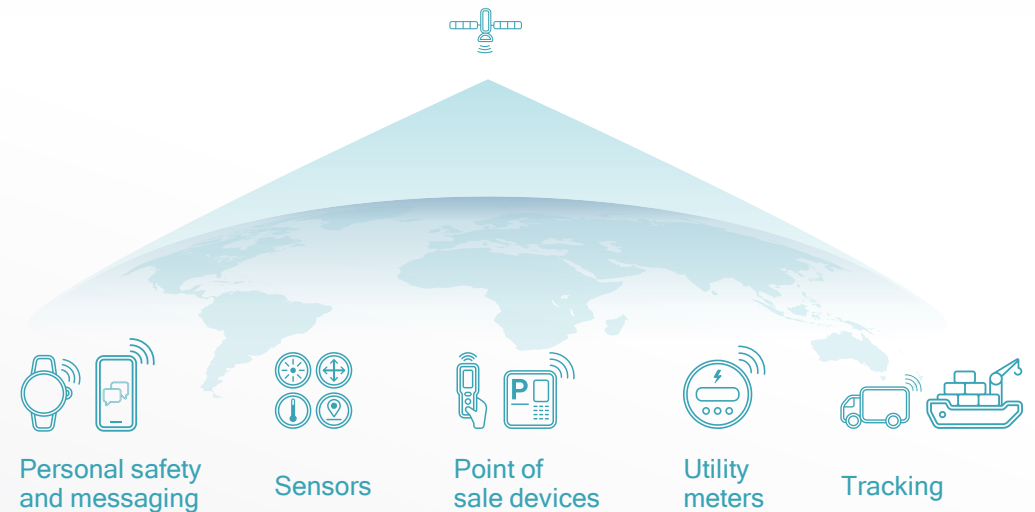 P
Personal safety
and messaging
Sensors
Point of
sale devices
Utility
meters
Tracking